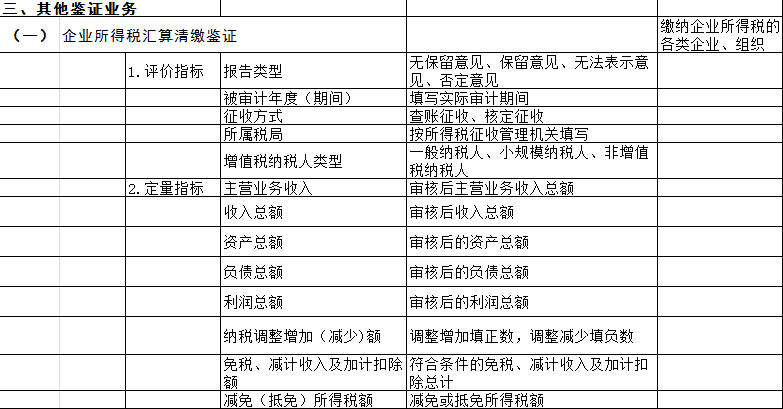 三、其他鉴证业务
（一） 企业所得税汇算清缴鉴证
缴纳企业所得税的
各类企业、组织
1.评价指标 报告类型
无保留意见、保留意见、无法表示意
见、否定意见
被审计年度（期间） 填写实际审计期间
征收方式 查账征收、核定征收
所属税局 按所得税征收管理机关填写
增值税纳税人类型
一般纳税人、小规模纳税人、非增值
税纳税人
2.定量指标 主营业务收入 审核后主营业务收入总额
收入总额 审核后收入总额
资产总额 审核后的资产总额
负债总额 审核后的负债总额
利润总额 审核后的利润总额
纳税调整增加（减少）额 调整增加填正数，调整减少填负数
免税、减计收入及加计扣除
额
符合条件的免税、减计收入及加计扣
除总计
减免（抵免）所得税额 减免或抵免所得税额